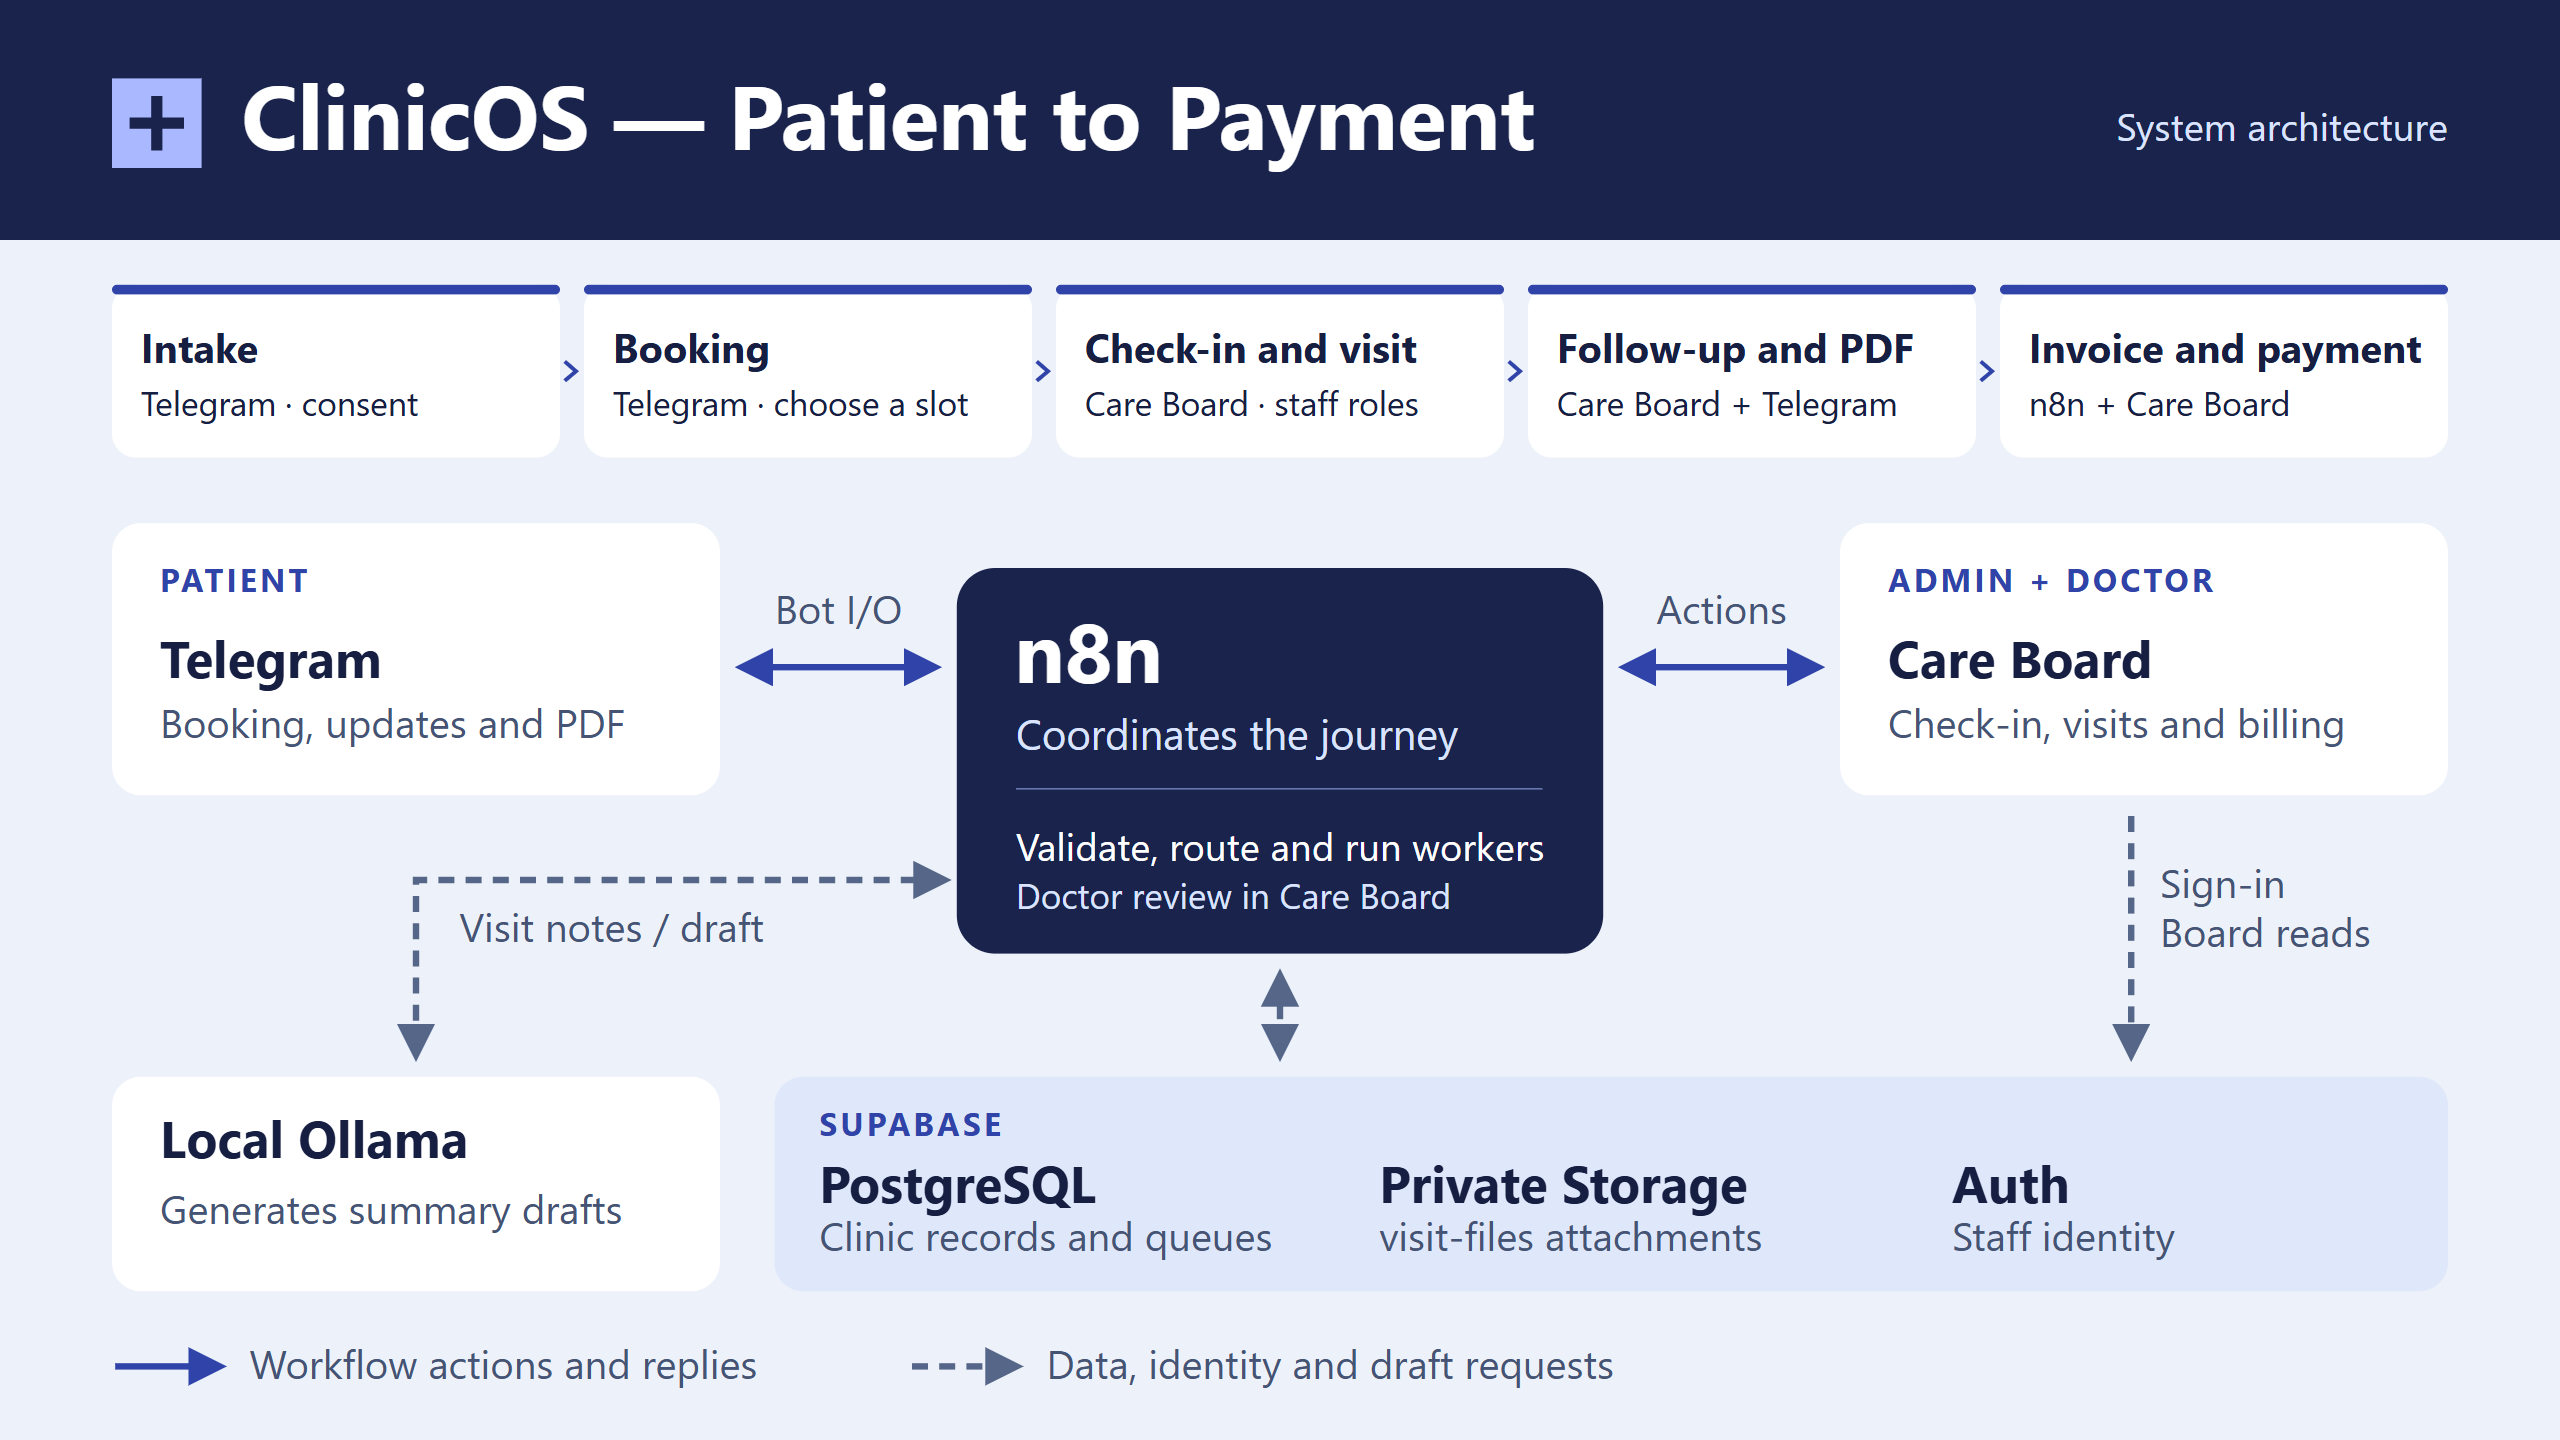 ClinicOS — Patient to Payment
System architecture
Intake
Telegram · consent
Booking
Telegram · choose a slot
Check-in and visit
Care Board · staff roles
Follow-up and PDF
Care Board + Telegram
Invoice and payment
n8n + Care Board
PATIENT
Telegram
Booking, updates and PDF
Bot I/O
n8n
Coordinates the journey
Validate, route and run workers
Doctor review in Care Board
Actions
ADMIN + DOCTOR
Care Board
Check-in, visits and billing
Visit notes / draft
Sign-in
Board reads
Local Ollama
Generates summary drafts
SUPABASE
PostgreSQL
Clinic records and queues
Private Storage
visit-files attachments
Auth
Staff identity
Workflow actions and replies
Data, identity and draft requests